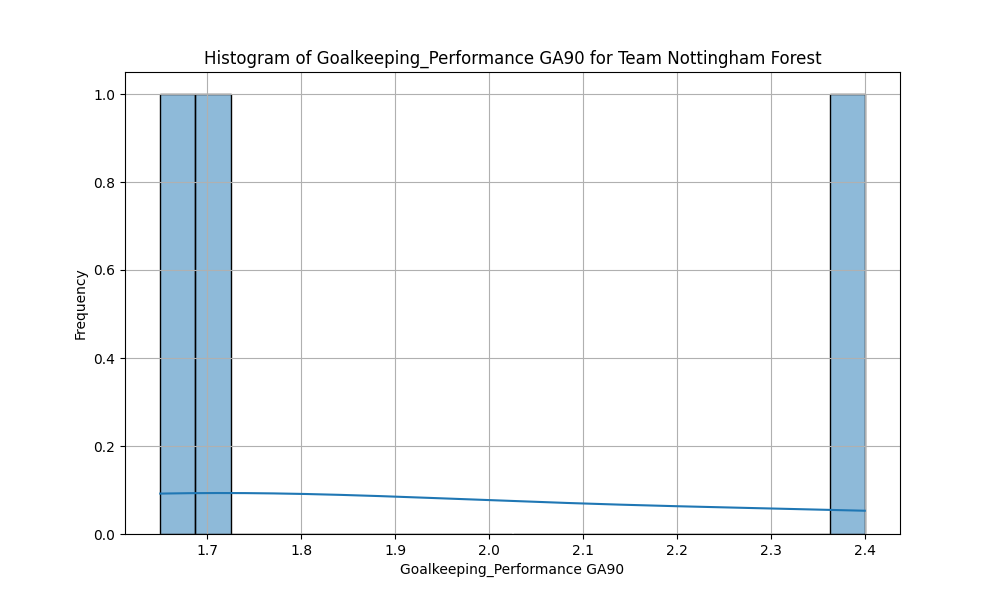 Histogram of Goalkeeping_Performance GA90 for Team Nottingham Forest
1.0
0.8
0.6
0.4
0.2
0.0
Frequency
1.7 1.8 1.9 2.0 2.1 2.2 2.3 2.4
Goalkeeping_Performance GA90